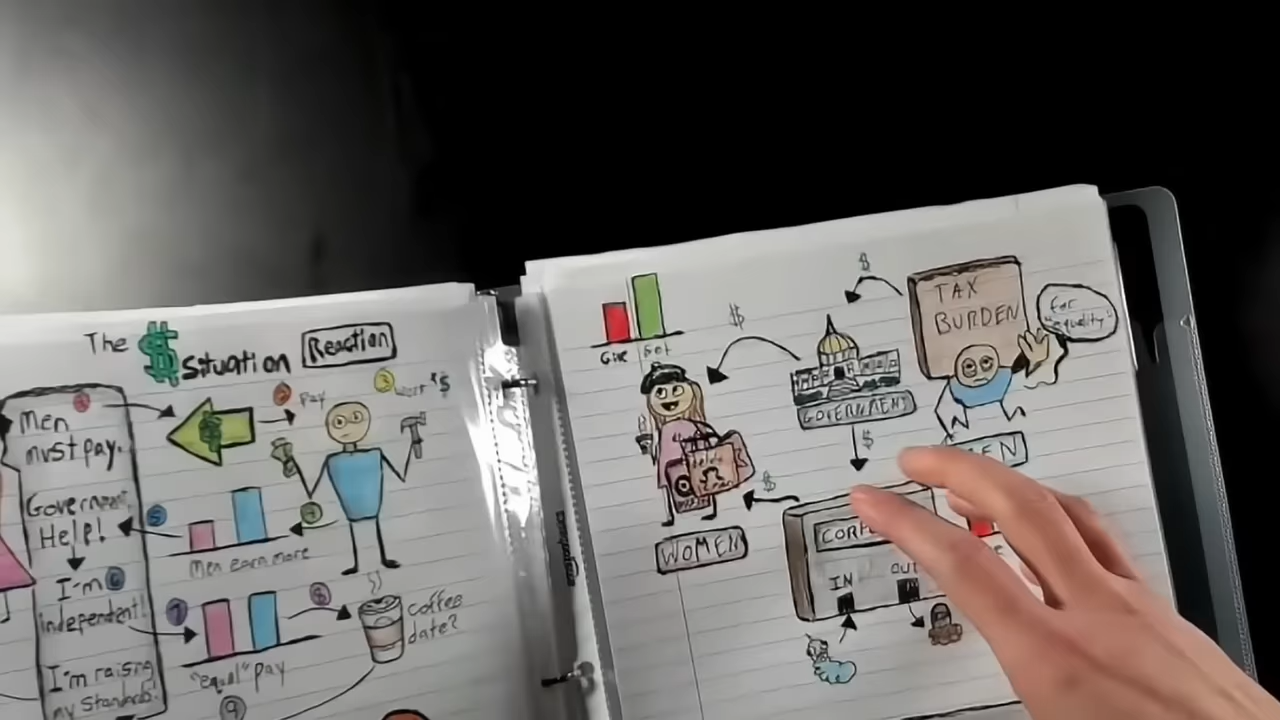 The $ situation Reaction
Men
must pay.
Government
Help!
I'm
independent!
I'm raising
my Standards!
Pay
Men earn more
"equal" pay
Coffee
date?
Give Get
$
$
TAX
BURDEN
for
"equality"
GOVERNMENT
$
$
WOMEN
IN
OUT